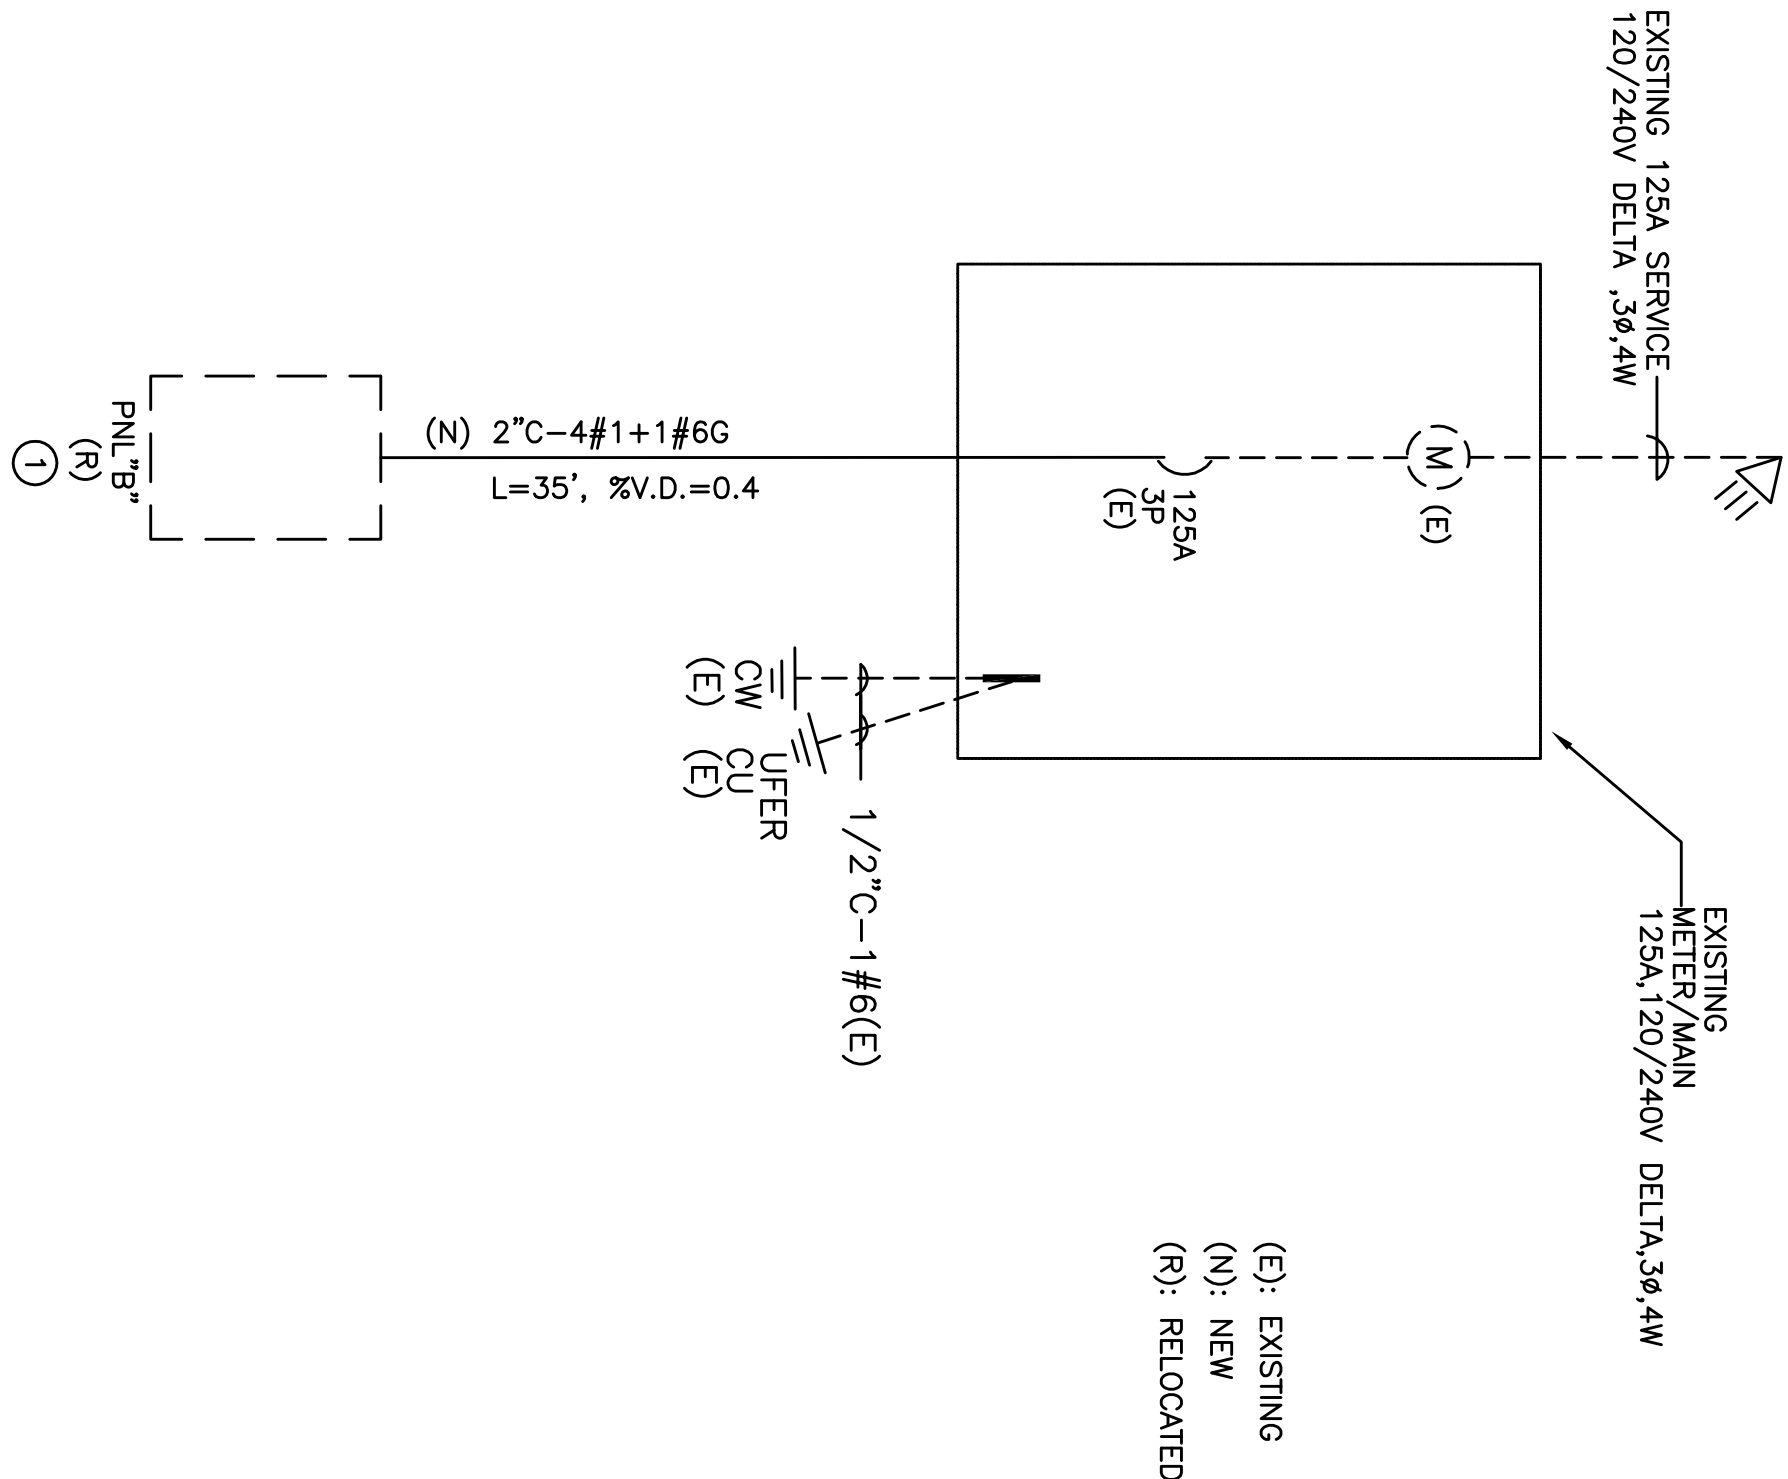 EXISTING 125A SERVICE
120/240V DELTA ,3ø,4W
M
(E)
125A
3P
(E)
EXISTING
METER/MAIN
125A,120/240V DELTA,3ø,4W
1/2"C-1#6(E)
CW
(E)
UFER
CU
(E)
(N) 2"C-4#1+1#6G
L=35', %V.D.=0.4
PNL "B"
(R)
1
(E): EXISTING
(N): NEW
(R): RELOCATED